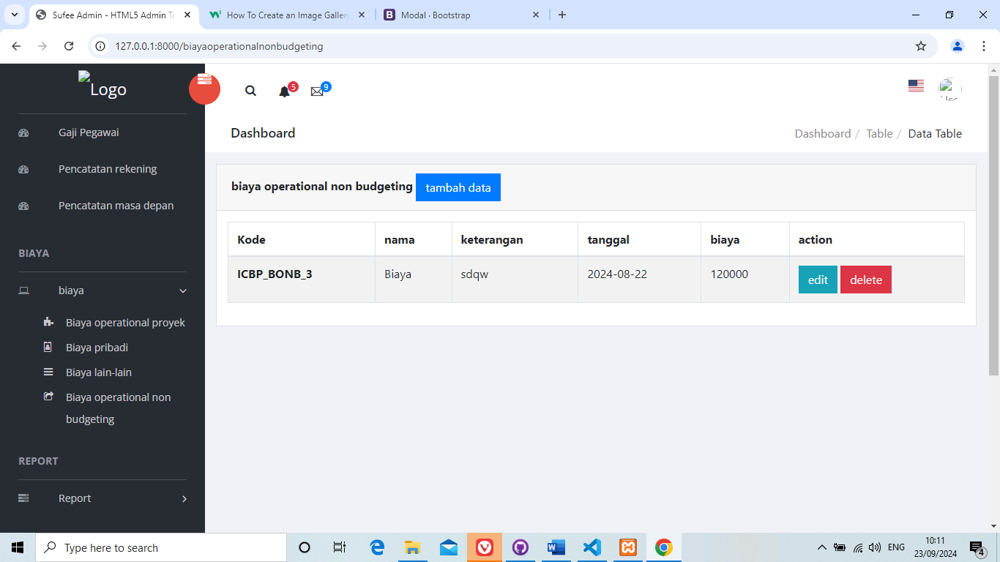 Sufee Admin - HTML5 Admin Te
How To Create an Image Gallery
Modal · Bootstrap
127.0.0.1:8000/biayaoperationalnonbudgeting
Logo
5
9
Gaji Pegawai
Pencatatan rekening
Pencatatan masa depan
BIAYA
biaya
Biaya operational proyek
Biaya pribadi
Biaya lain-lain
Biaya operational non
budgeting
REPORT
Report
Dashboard
Dashboard / Table / Data Table
biaya operational non budgeting tambah data
Kode nama keterangan tanggal biaya action
ICBP_BONB_3 Biaya sdqw 2024-08-22 120000 edit delete
Type here to search
ENG
10:11
23/09/2024
4